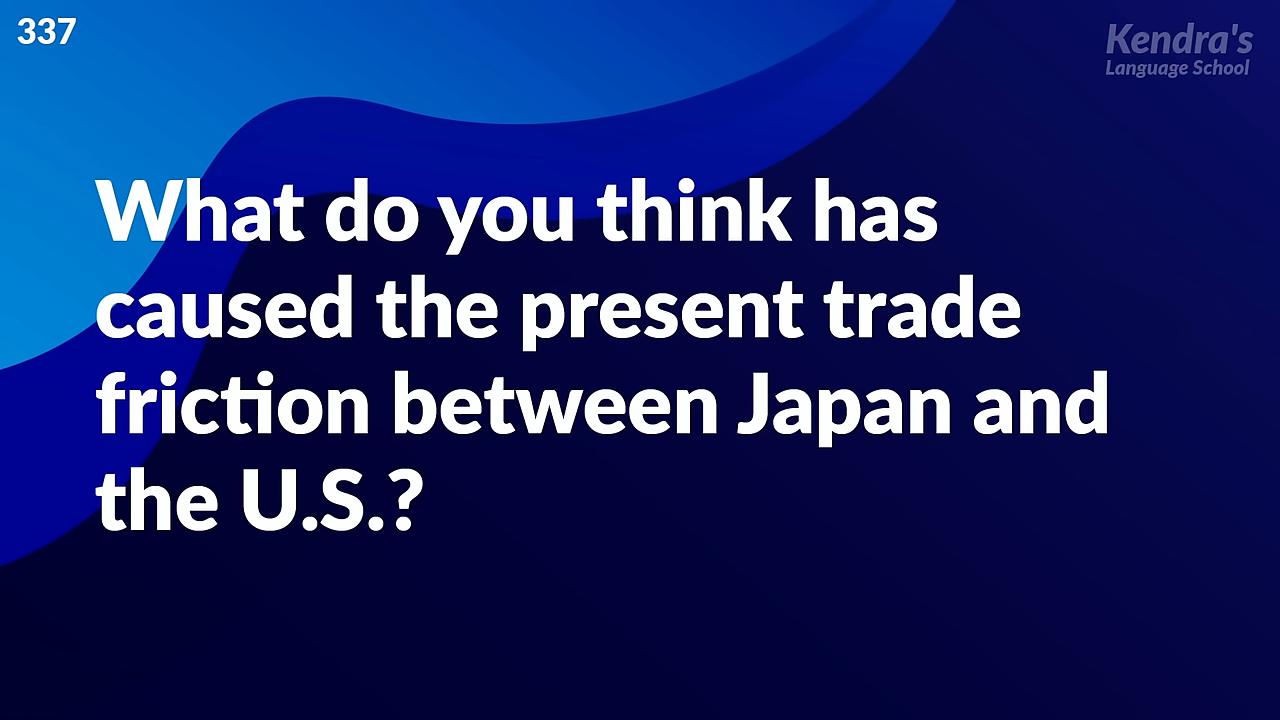 337
Kendra's
Language School
What do you think has
caused the present trade
friction between Japan and
the U.S.?